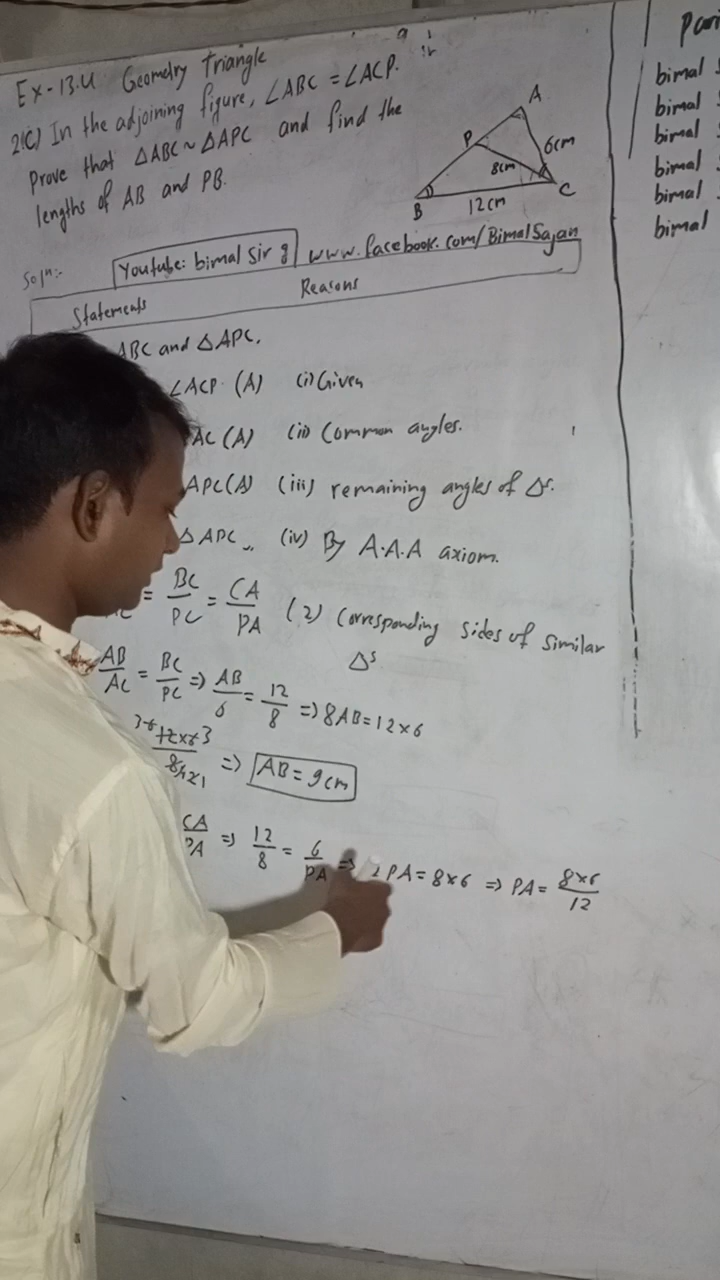 Ex-13.4 Geometry Triangle
2(C) In the adjoining figure, ∠ABC = ∠ACP.
Prove that △ABC ~ △APC and find the
lengths of AB and PB.
A
P
6cm
8cm
B
12cm
C
Solⁿ:-
Youtube: bimal sir g www.facebook.com/BimalSajan
Statements Reasons
ABC and △APC.
∠ACP (A) (i) Given
AC (A) (ii) Common angles.
APC (A) (iii) remaining angles of △s.
△APC (iv) By A.A.A axiom.
= BC/PC = CA/PA (2) Corresponding sides of similar
△s
AB/AC = BC/PC ⇒ AB/6 = 12/8 ⇒ 8AB = 12×6
⇒ AB = 9cm
CA/PA ⇒ 12/8 = 6/PA ⇒ 2PA = 8×6 ⇒ PA = 8×6/12
bimal
bimal
bimal
bimal
bimal
bimal